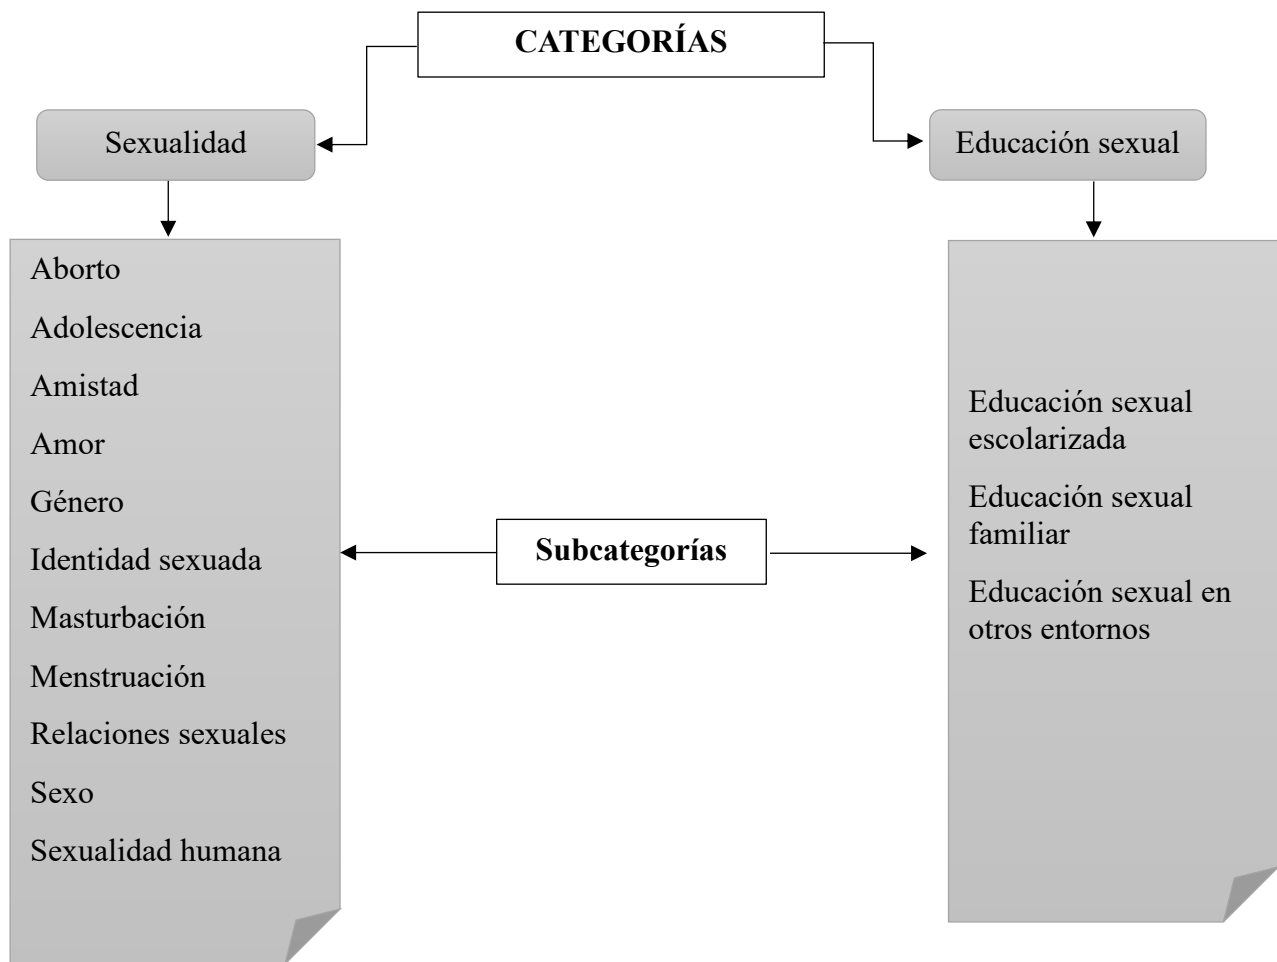 CATEGORÍAS
Sexualidad
Educación sexual
Aborto
Adolescencia
Amistad
Amor
Género
Identidad sexuada
Masturbación
Menstruación
Relaciones sexuales
Sexo
Sexualidad humana
Subcategorías
Educación sexual
escolarizada
Educación sexual
familiar
Educación sexual en
otros entornos